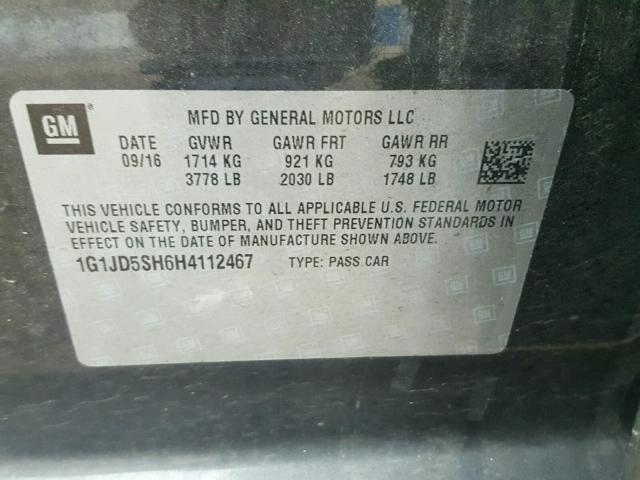 GM ®
MFD BY GENERAL MOTORS LLC
DATE GVWR GAWR FRT GAWR RR
09/16 1714 KG 921 KG 793 KG
3778 LB 2030 LB 1748 LB
THIS VEHICLE CONFORMS TO ALL APPLICABLE U.S. FEDERAL MOTOR
VEHICLE SAFETY, BUMPER, AND THEFT PREVENTION STANDARDS IN
EFFECT ON THE DATE OF MANUFACTURE SHOWN ABOVE.
1G1JD5SH6H4112467 TYPE: PASS CAR